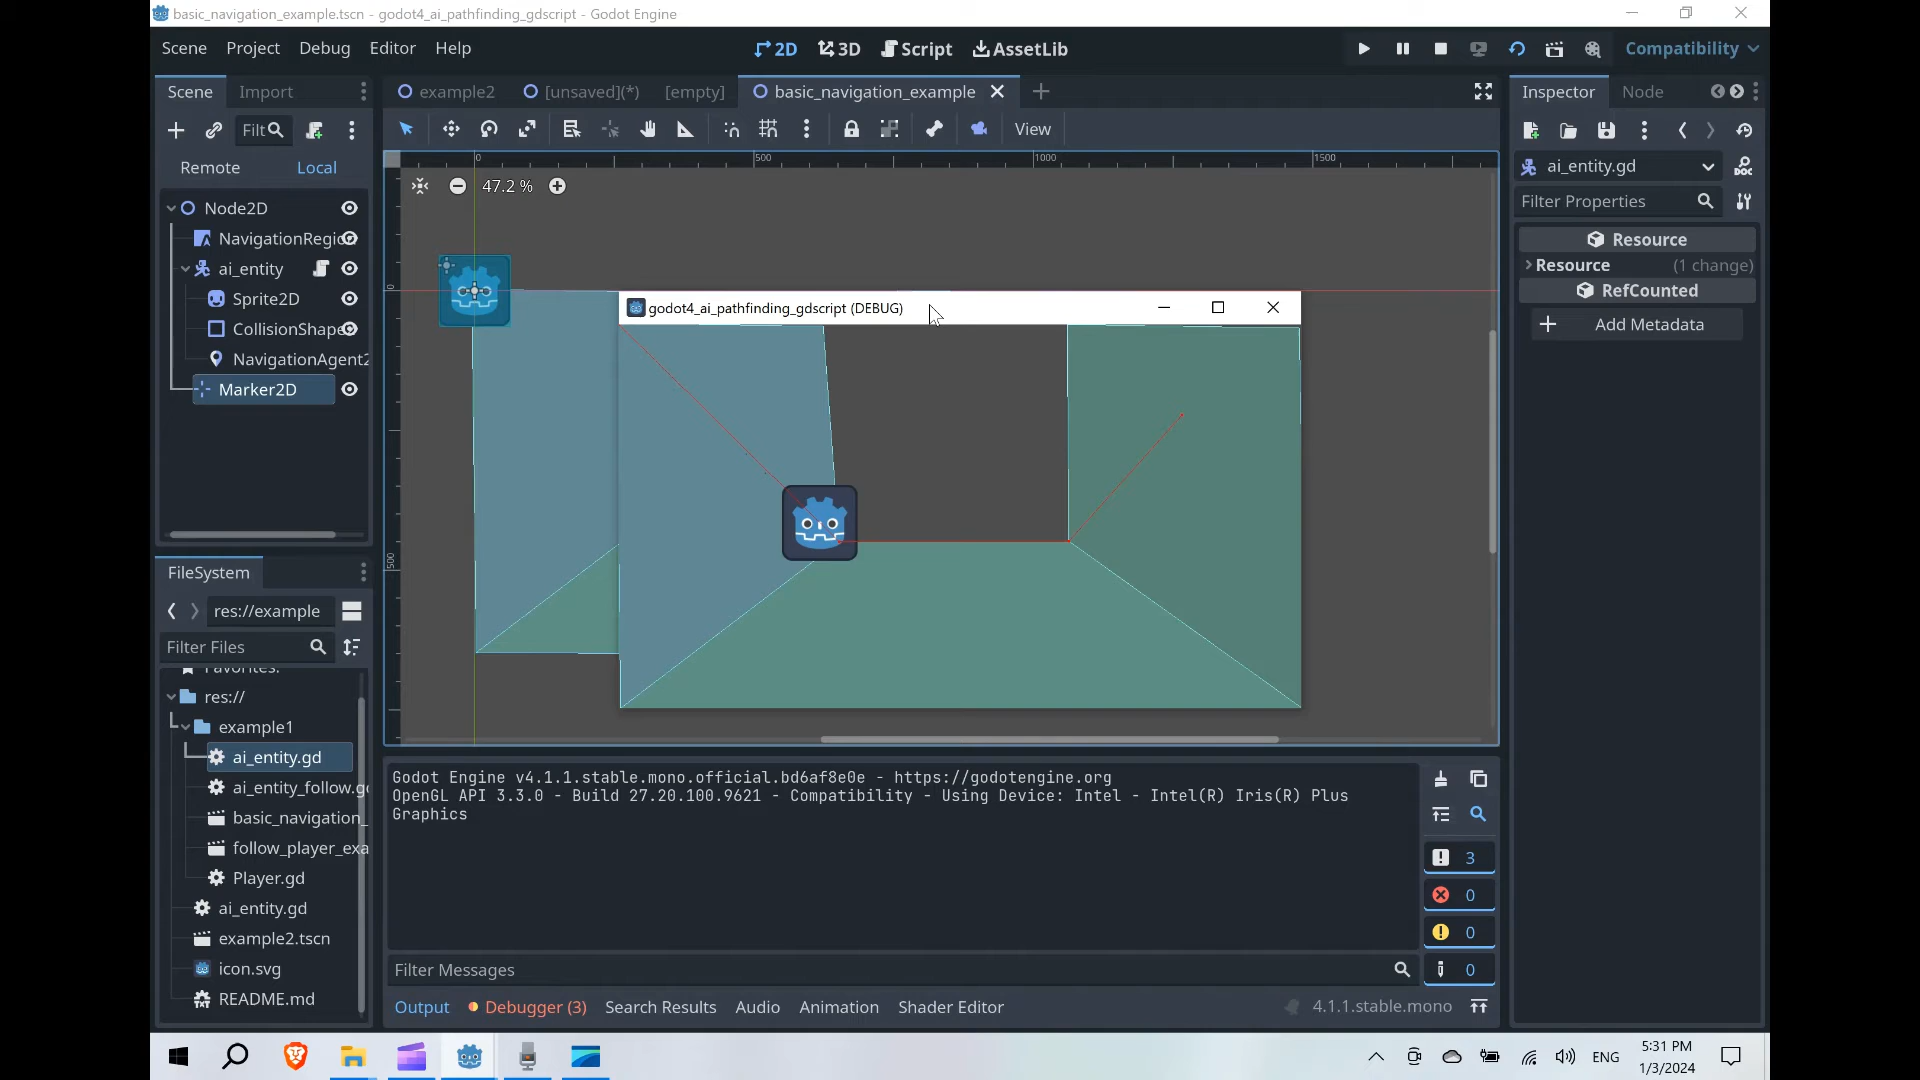 basic_navigation_example.tscn - godot4_ai_pathfinding_gdscript - Godot Engine
Scene Project Debug Editor Help
2D 3D Script AssetLib
Compatibility
Scene Import
example2 [unsaved](*) [empty] basic_navigation_example
Inspector Node
Filt
View
Remote Local
ai_entity.gd
Filter Properties
0 500 1000 1500
47.2 %
Node2D
NavigationRegio
ai_entity
Sprite2D
CollisionShape
NavigationAgent2
Marker2D
Resource
Resource (1 change)
RefCounted
Add Metadata
0
500
godot4_ai_pathfinding_gdscript (DEBUG)
FileSystem
res://example
Filter Files
Favorites:
res://
example1
ai_entity.gd
ai_entity_follow.g
basic_navigation_
follow_player_exa
Player.gd
ai_entity.gd
example2.tscn
icon.svg
README.md
Godot Engine v4.1.1.stable.mono.official.bd6af8e0e - https://godotengine.org
OpenGL API 3.3.0 - Build 27.20.100.9621 - Compatibility - Using Device: Intel - Intel(R) Iris(R) Plus
Graphics
3
0
0
0
Filter Messages
Output Debugger (3) Search Results Audio Animation Shader Editor
4.1.1.stable.mono
ENG
5:31 PM
1/3/2024